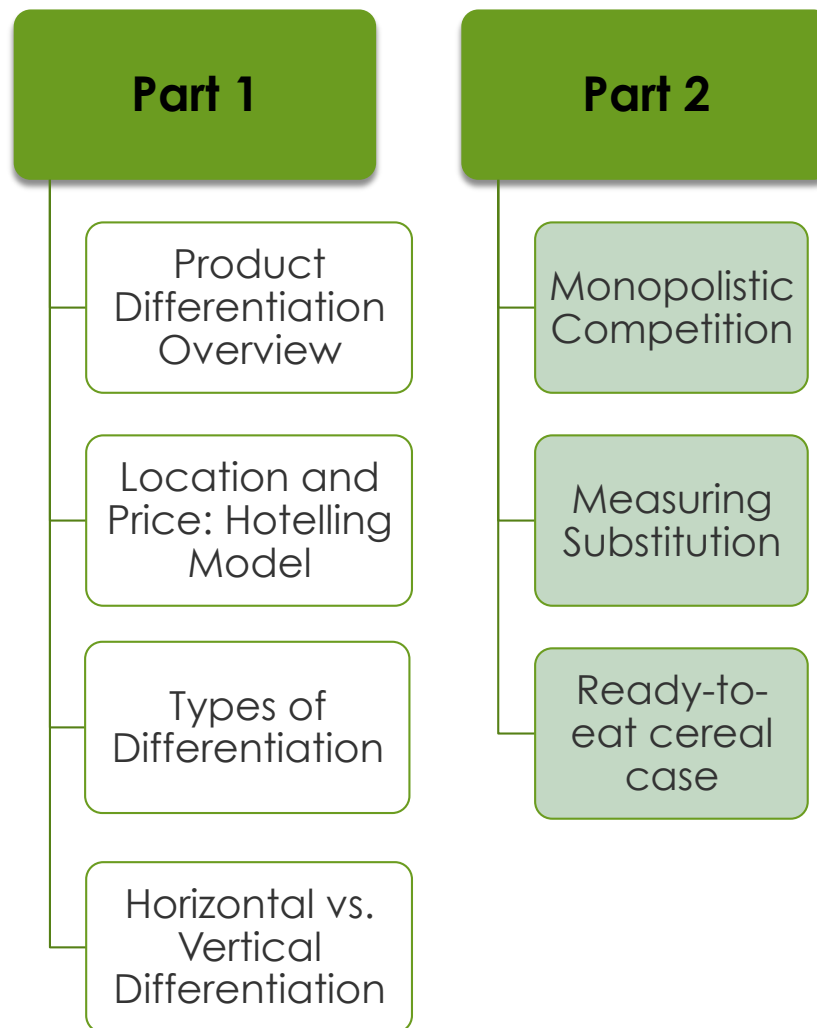 Part 1
Product
Differentiation
Overview
Location and
Price: Hotelling
Model
Types of
Differentiation
Horizontal vs.
Vertical
Differentiation
Part 2
Monopolistic
Competition
Measuring
Substitution
Ready-to-
eat cereal
case